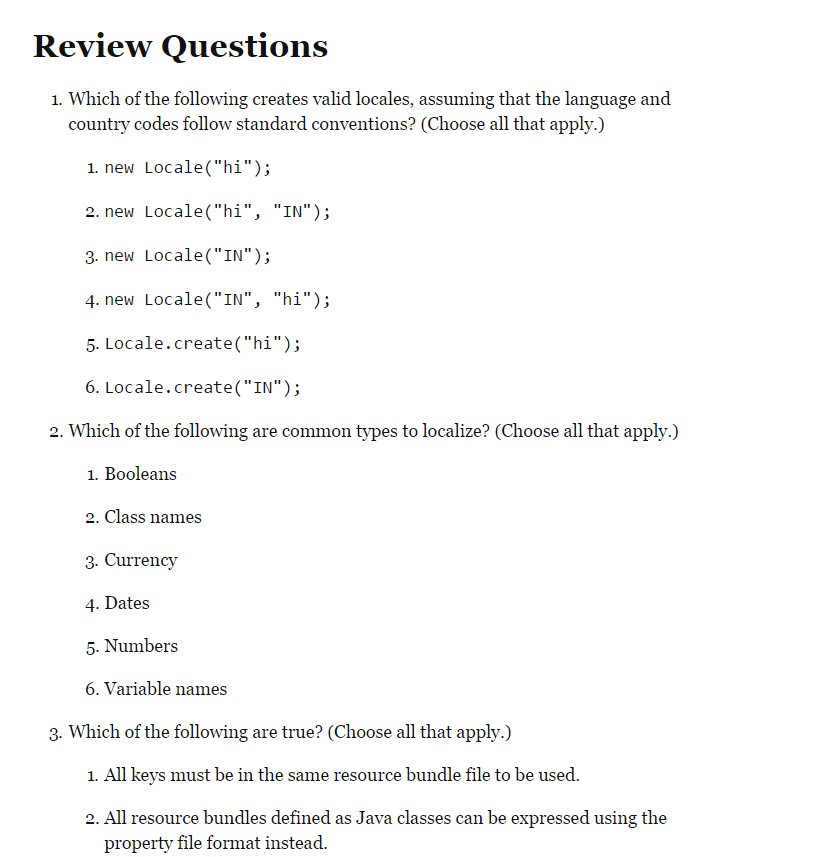 Review Questions
1. Which of the following creates valid locales, assuming that the language and
country codes follow standard conventions? (Choose all that apply.)
1. new Locale("hi");
2. new Locale("hi", "IN");
3. new Locale("IN");
4. new Locale("IN", "hi");
5. Locale.create("hi");
6. Locale.create("IN");
2. Which of the following are common types to localize? (Choose all that apply.)
1. Booleans
2. Class names
3. Currency
4. Dates
5. Numbers
6. Variable names
3. Which of the following are true? (Choose all that apply.)
1. All keys must be in the same resource bundle file to be used.
2. All resource bundles defined as Java classes can be expressed using the
property file format instead.